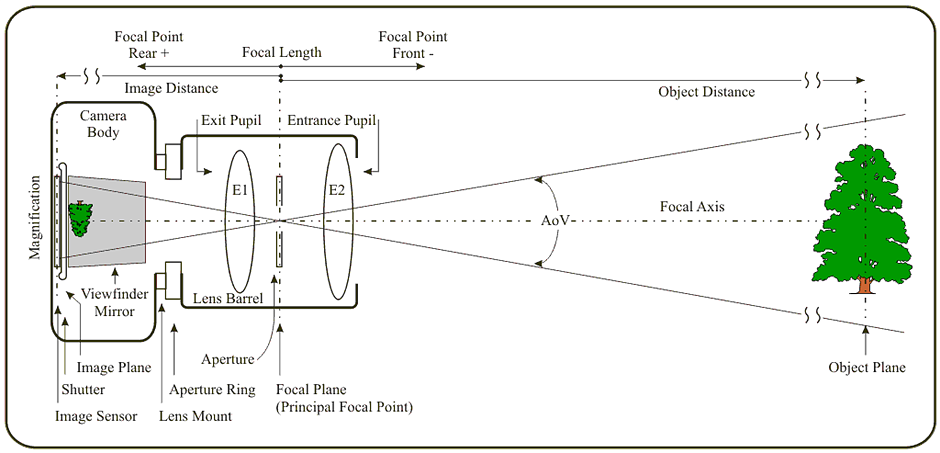 Focal Point
Rear +
Focal Length
Focal Point
Front -
Image Distance
Object Distance
Camera
Body
Exit Pupil
Entrance Pupil
E1
E2
Magnification
AoV
Focal Axis
Viewfinder
Mirror
Lens Barrel
Image Plane
Aperture
Object Plane
Shutter
Aperture Ring
Focal Plane
(Principal Focal Point)
Image Sensor
Lens Mount